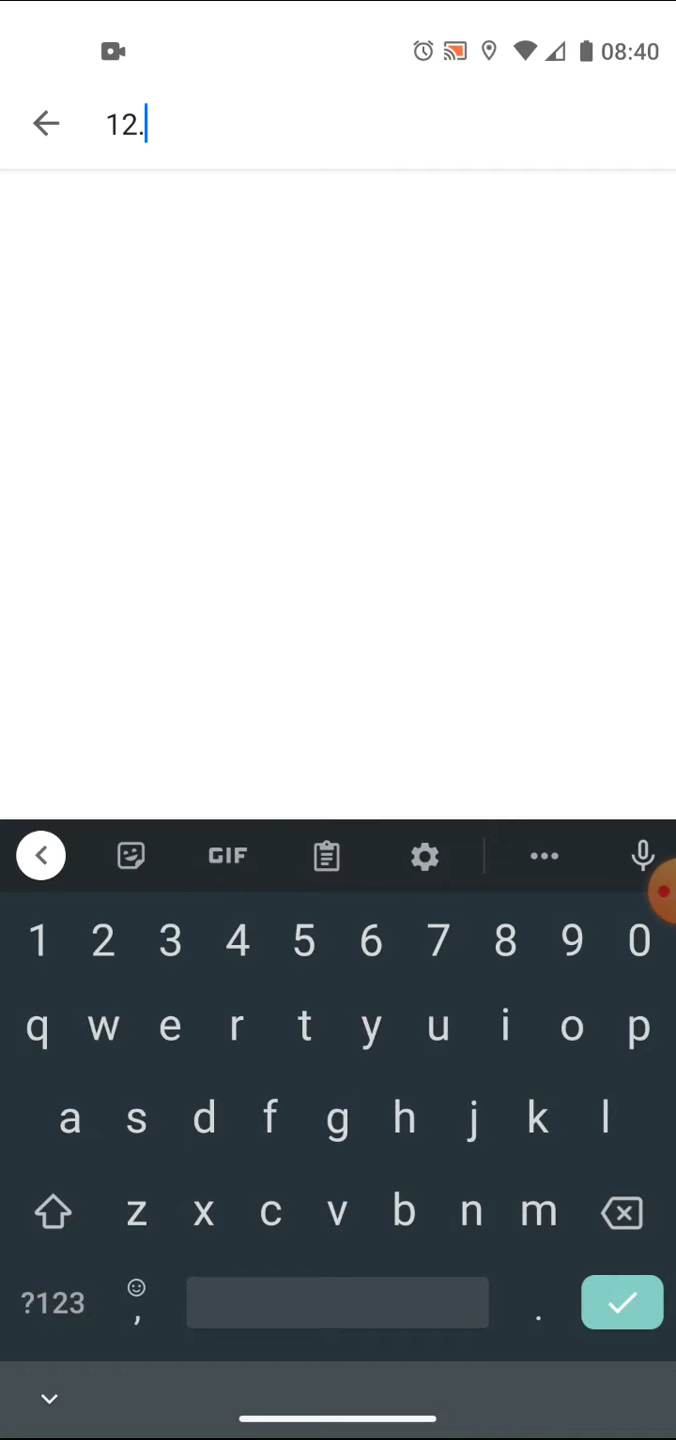 08:40
12.
GIF
1 2 3 4 5 6 7 8 9 0
q w e r t y u i o p
a s d f g h j k l
z x c v b n m
?123 , .